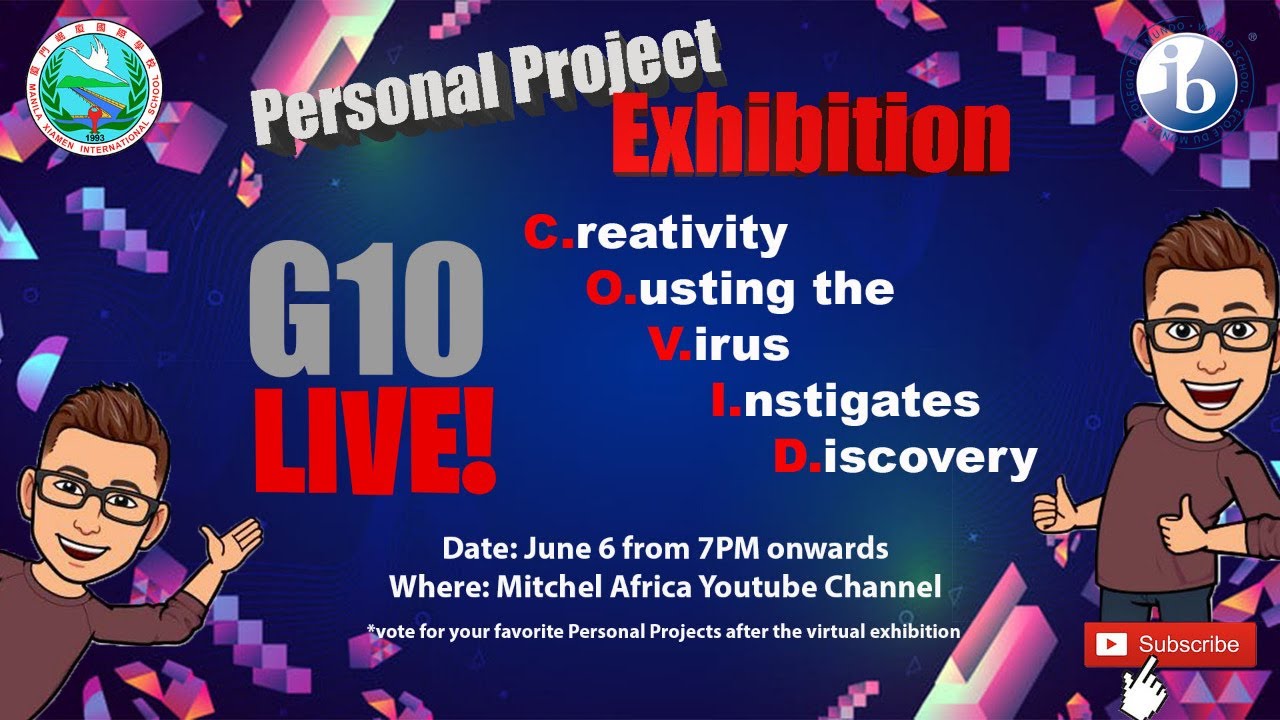 Personal Project
Exhibition
G10
LIVE!
C.reativity
O.usting the
V.irus
I.nstigates
D.iscovery
Date: June 6 from 7PM onwards
Where: Mitchel Africa Youtube Channel
*vote for your favorite Personal Projects after the virtual exhibition
Subscribe
MANILA XIAMEN INTERNATIONAL SCHOOL
1993
ib
WORLD SCHOOL
®